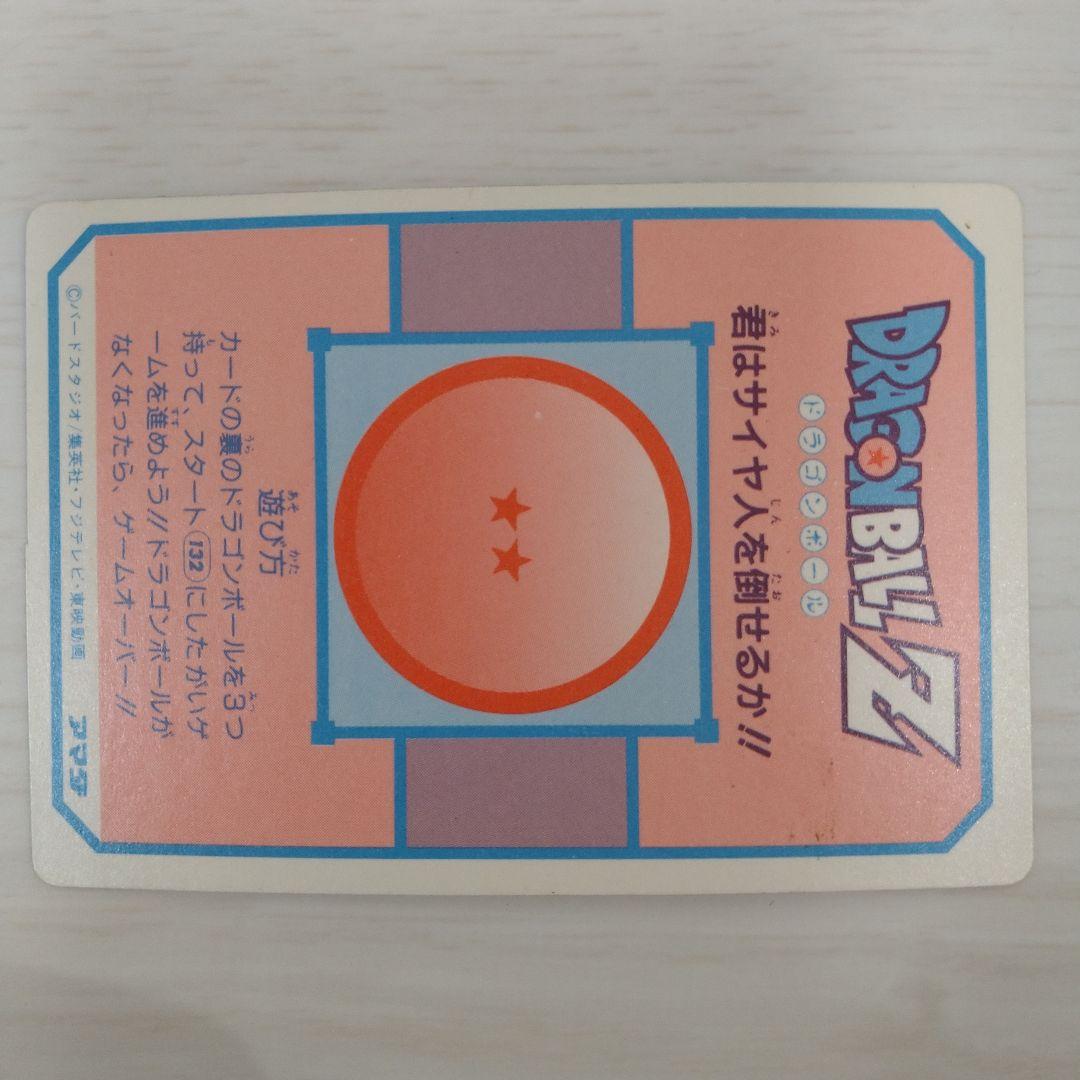 DRAGONBALL Z
ドラゴンボール
君はサイヤ人を倒せるか!!
遊び方
カードの裏のドラゴンボールを3つ
持って、スタート132にしたがいゲ
ームを進めよう!!ドラゴンボールが
なくなったら、ゲームオーバー!!
©バードスタジオ/集英社・フジテレビ・東映動画
アマダ